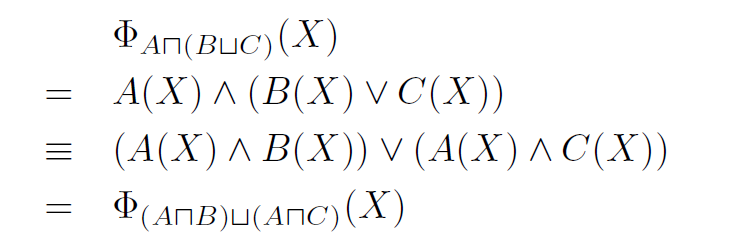 Φ_{A⊓(B⊔C)}(X)
= A(X) ∧ (B(X) ∨ C(X))
≡ (A(X) ∧ B(X)) ∨ (A(X) ∧ C(X))
= Φ_{(A⊓B)⊔(A⊓C)}(X)